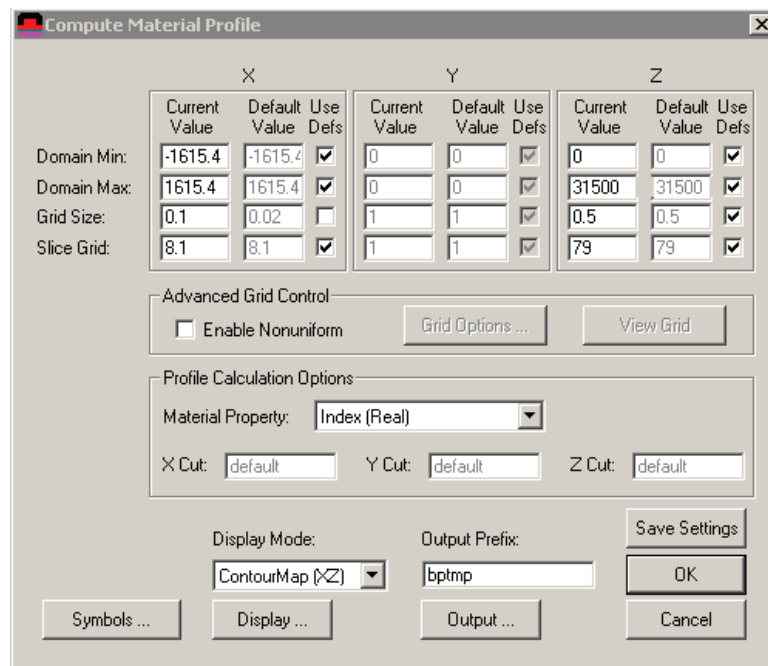 Compute Material Profile
X Y Z
Current Default Use Current Default Use Current Default Use
Value Value Defs Value Value Defs Value Value Defs
Domain Min: -1615.4 -1615.4 0 0 0 0
Domain Max: 1615.4 1615.4 0 0 31500 31500
Grid Size: 0.1 0.02 1 1 0.5 0.5
Slice Grid: 8.1 8.1 1 1 79 79
Advanced Grid Control
Enable Nonuniform Grid Options ... View Grid
Profile Calculation Options
Material Property: Index (Real)
X Cut: default Y Cut: default Z Cut: default
Display Mode: Output Prefix: Save Settings
ContourMap (XZ) bptmp OK
Symbols ... Display ... Output ... Cancel